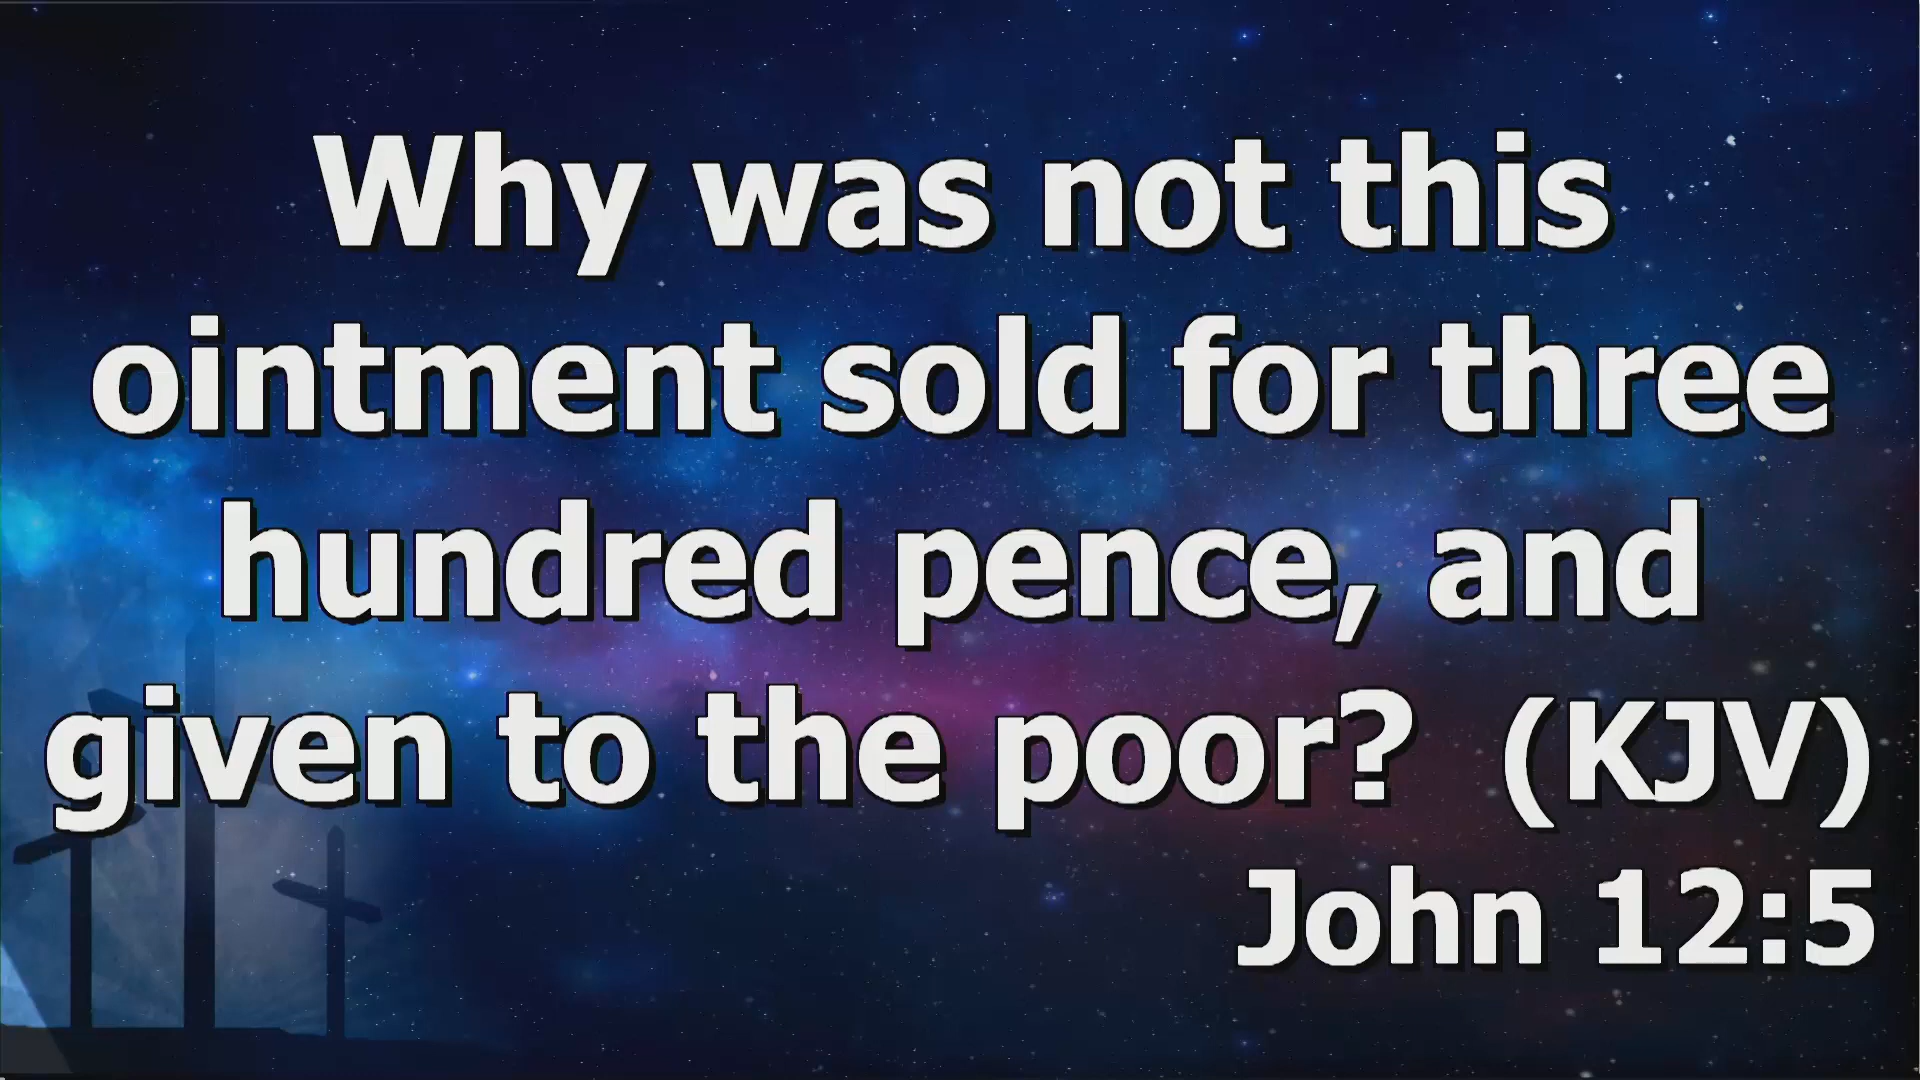 Why was not this
ointment sold for three
hundred pence, and
given to the poor? (KJV)
John 12:5